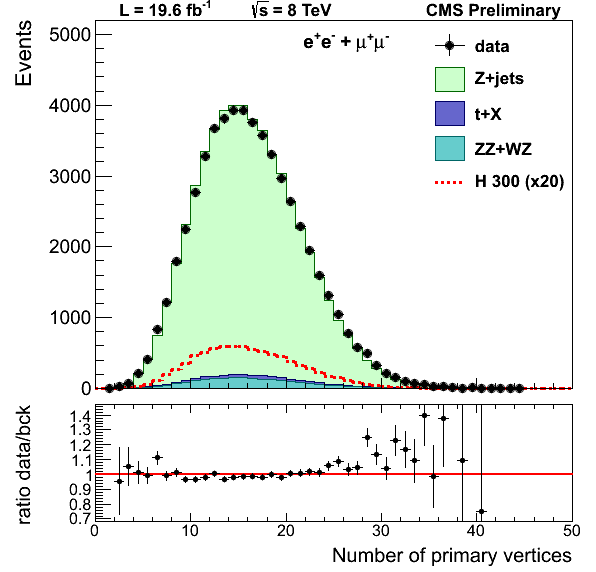 L = 19.6 fb⁻¹ √s = 8 TeV CMS Preliminary
Events
5000
4000
3000
2000
1000
0
e⁺e⁻ + μ⁺μ⁻
data
Z+jets
t+X
ZZ+WZ
H 300 (x20)
ratio data/bck
1.4
1.3
1.2
1.1
1
0.9
0.8
0.7
0 10 20 30 40 50
Number of primary vertices